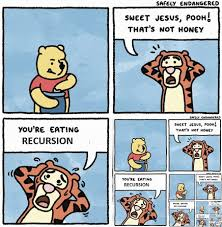 SAFELY ENDANGERED
SWEET JESUS, POOH!
THAT'S NOT HONEY
YOU'RE EATING
RECURSION
SAFELY ENDANGERED
SWEET JESUS, POOH!
THAT'S NOT HONEY
YOU'RE EATING
RECURSION